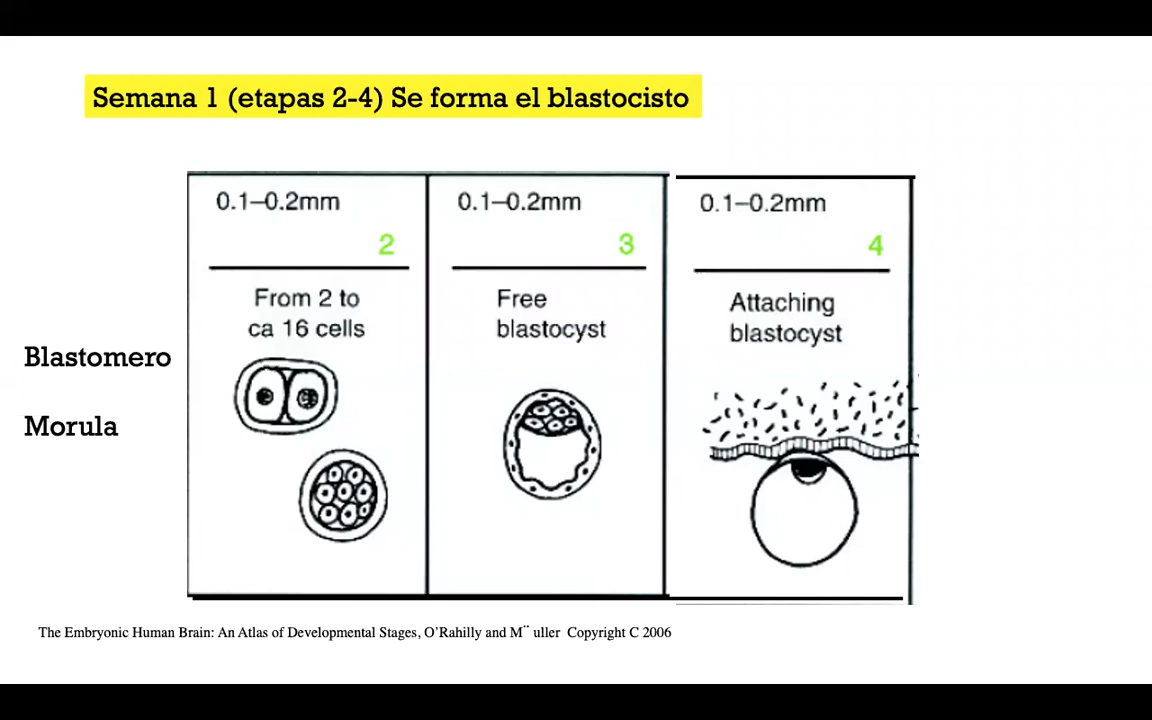 Semana 1 (etapas 2-4) Se forma el blastocisto
0.1–0.2mm
2
From 2 to
ca 16 cells
0.1–0.2mm
3
Free
blastocyst
0.1–0.2mm
4
Attaching
blastocyst
Blastomero
Morula
The Embryonic Human Brain: An Atlas of Developmental Stages, O’Rahilly and M¨ uller Copyright C 2006